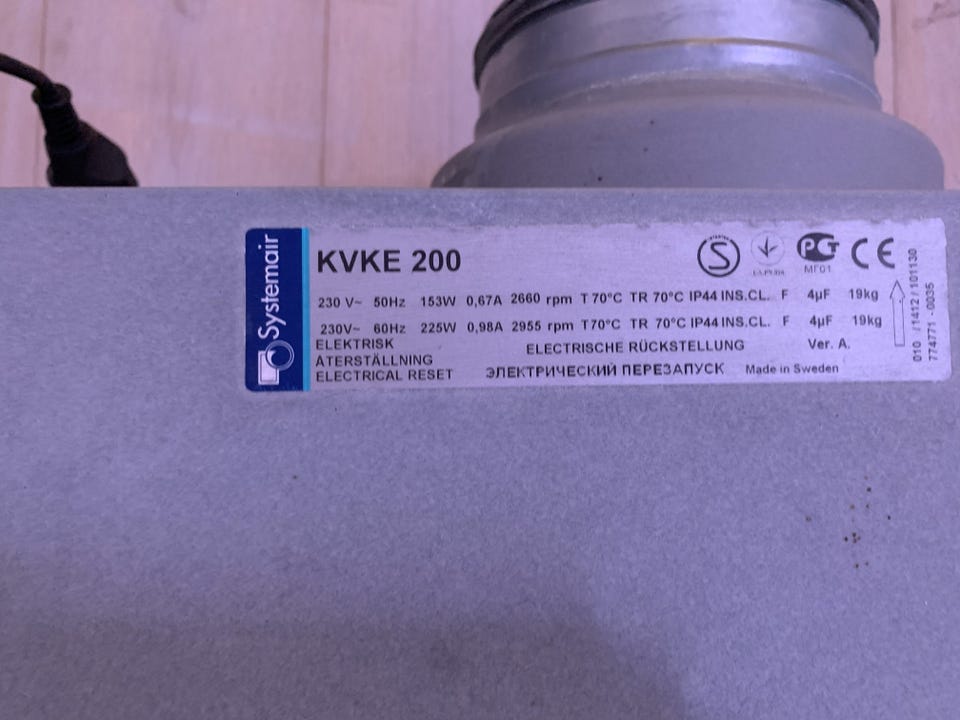 Systemair
KVKE 200
S
PG CE
МГ01
230 V~ 50Hz 153W 0,67A 2660 rpm T 70°C TR 70°C IP44 INS.CL. F 4µF 19kg
230V~ 60Hz 225W 0,98A 2955 rpm T70°C TR 70°C IP44 INS.CL. F 4µF 19kg
ELEKTRISK
ÅTERSTÄLLNING
ELECTRICAL RESET
ELECTRISCHE RÜCKSTELLUNG
ЭЛЕКТРИЧЕСКИЙ ПЕРЕЗАПУСК
Ver. A.
Made in Sweden
010 /1412 / 101130
774771 -0035